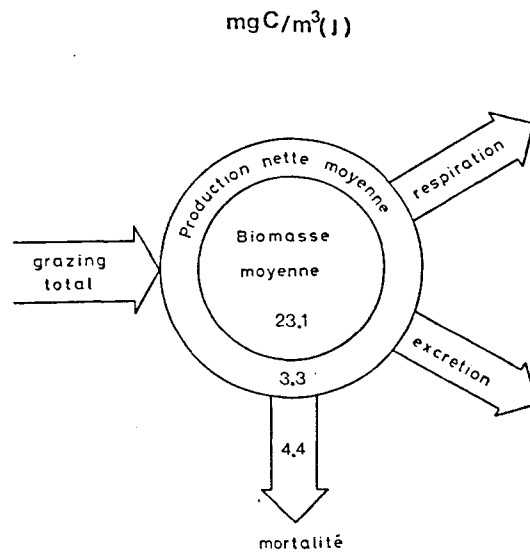 mgC/m³(J)
Production nette moyenne
respiration
Biomasse
moyenne
grazing
total
23.1
excretion
3.3
4.4
mortalité